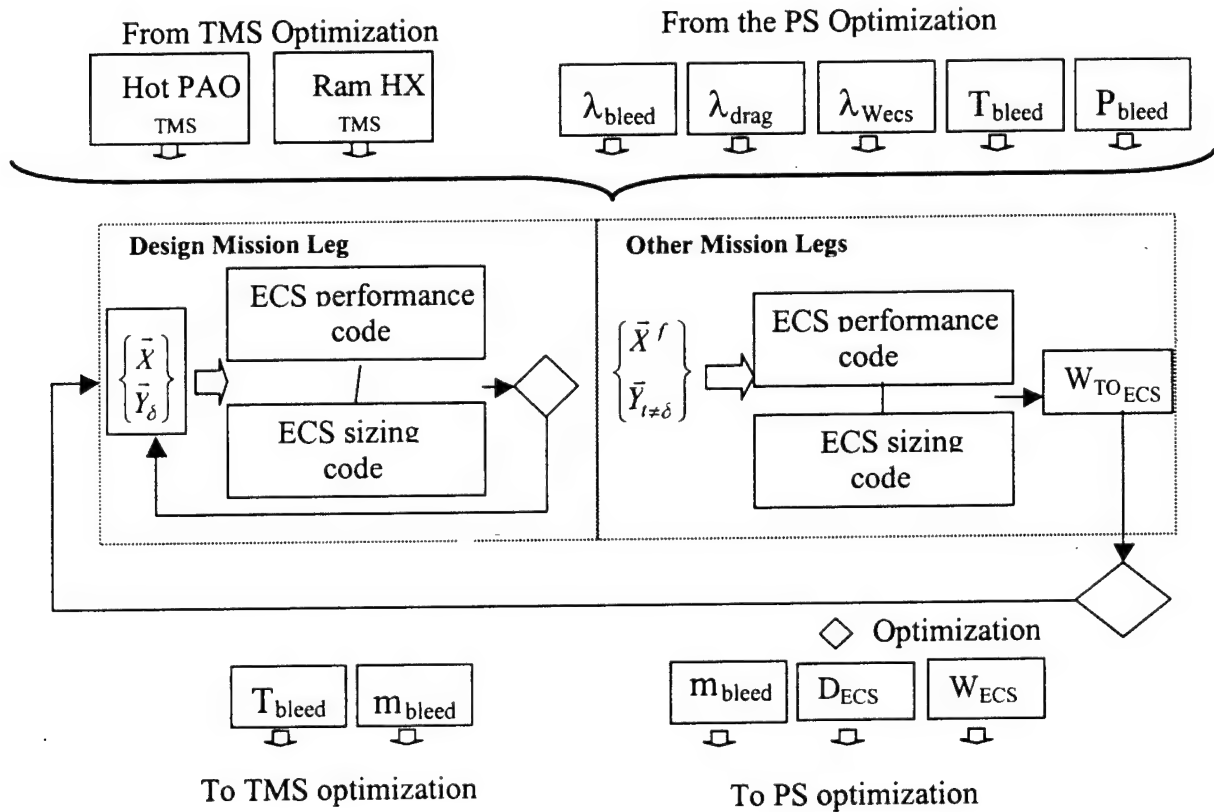 From TMS Optimization
From the PS Optimization
Hot PAO
TMS
Ram HX
TMS
λbleed
λdrag
λWecs
Tbleed
Pbleed
Design Mission Leg
Other Mission Legs
ECS performance
code
ECS sizing
code
{X⃗
Y⃗δ}
ECS performance
code
ECS sizing
code
{X⃗ f
Y⃗t≠δ}
WTOECS
Optimization
Tbleed
mbleed
mbleed
DECS
WECS
To TMS optimization
To PS optimization